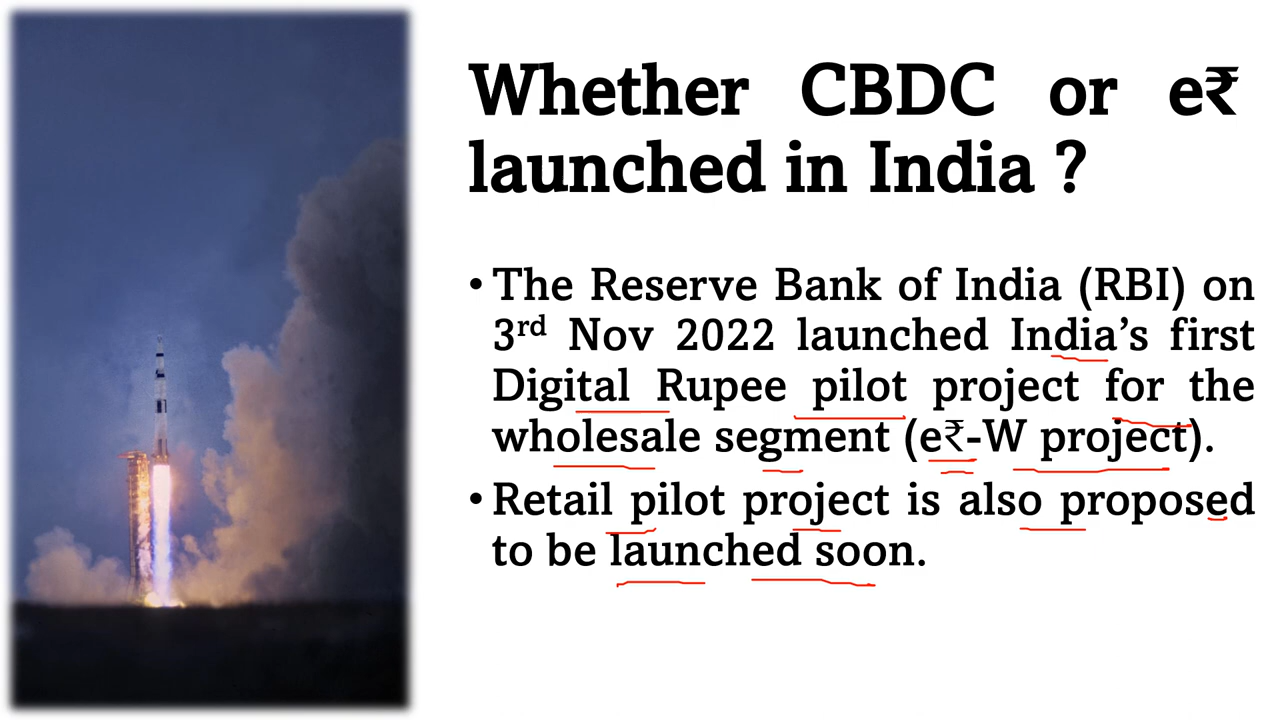 Whether CBDC or e₹
launched in India ?
• The Reserve Bank of India (RBI) on
3rd Nov 2022 launched India’s first
Digital Rupee pilot project for the
wholesale segment (e₹-W project).
• Retail pilot project is also proposed
to be launched soon.